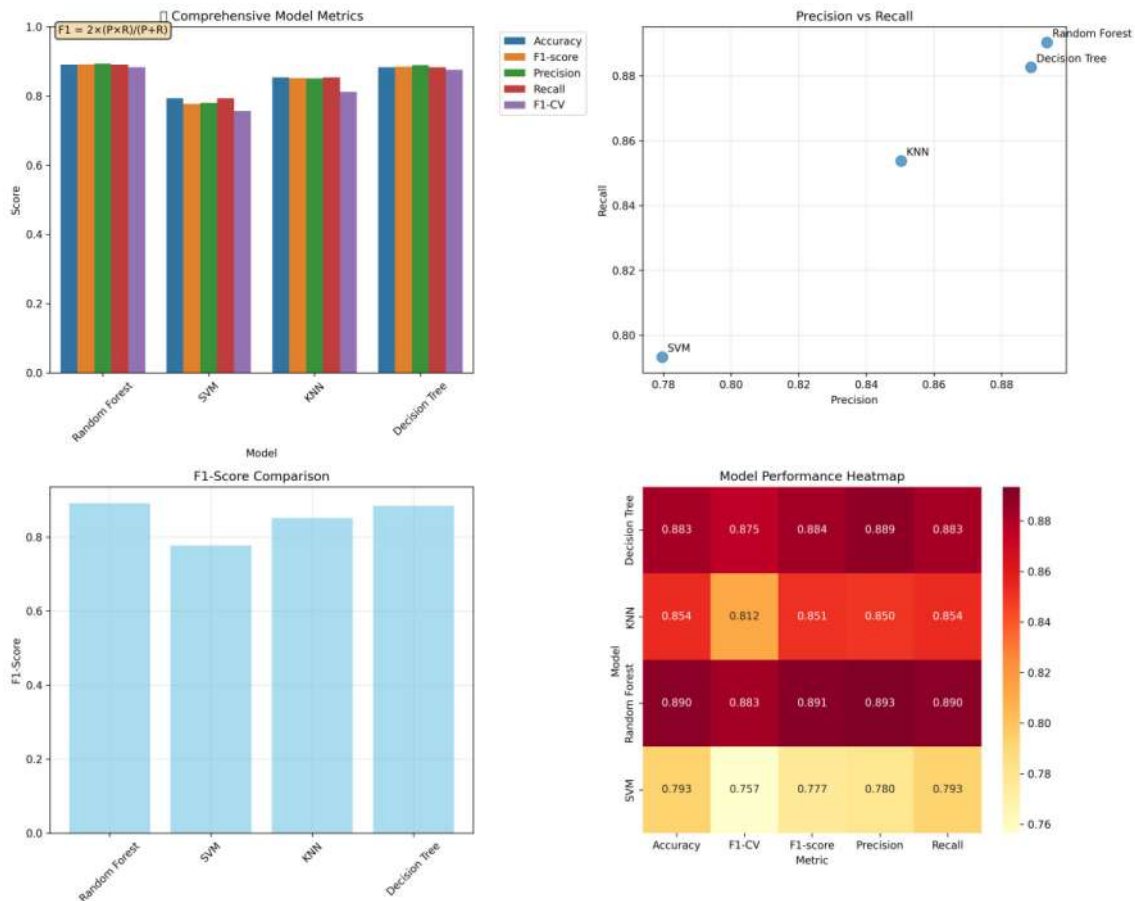 ▯ Comprehensive Model Metrics
F1 = 2×(P×R)/(P+R)
1.0
0.8
0.6
0.4
0.2
0.0
Score
Random Forest
SVM
KNN
Decision Tree
Model
Accuracy
F1-score
Precision
Recall
F1-CV
Precision vs Recall
Random Forest
Decision Tree
KNN
SVM
0.88
0.86
0.84
0.82
0.80
Recall
0.78 0.80 0.82 0.84 0.86 0.88
Precision
F1-Score Comparison
0.8
0.6
0.4
0.2
0.0
F1-Score
Random Forest
SVM
KNN
Decision Tree
Model Performance Heatmap
Model
Decision Tree
0.883 0.875 0.884 0.889 0.883
KNN
0.854 0.812 0.851 0.850 0.854
Random Forest
0.890 0.883 0.891 0.893 0.890
SVM
0.793 0.757 0.777 0.780 0.793
Accuracy F1-CV F1-score Precision Recall
Metric
0.88
0.86
0.84
0.82
0.80
0.78
0.76